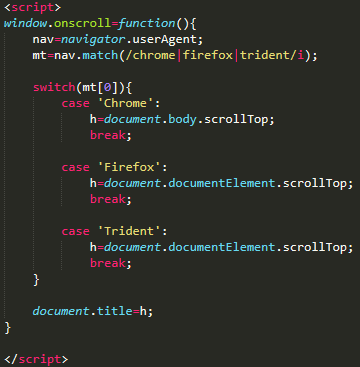 <script>
window.onscroll=function(){
nav=navigator.userAgent;
mt=nav.match(/chrome|firefox|trident/i);
switch(mt[0]){
case 'Chrome':
h=document.body.scrollTop;
break;
case 'Firefox':
h=document.documentElement.scrollTop;
break;
case 'Trident':
h=document.documentElement.scrollTop;
break;
}
document.title=h;
}
</script>